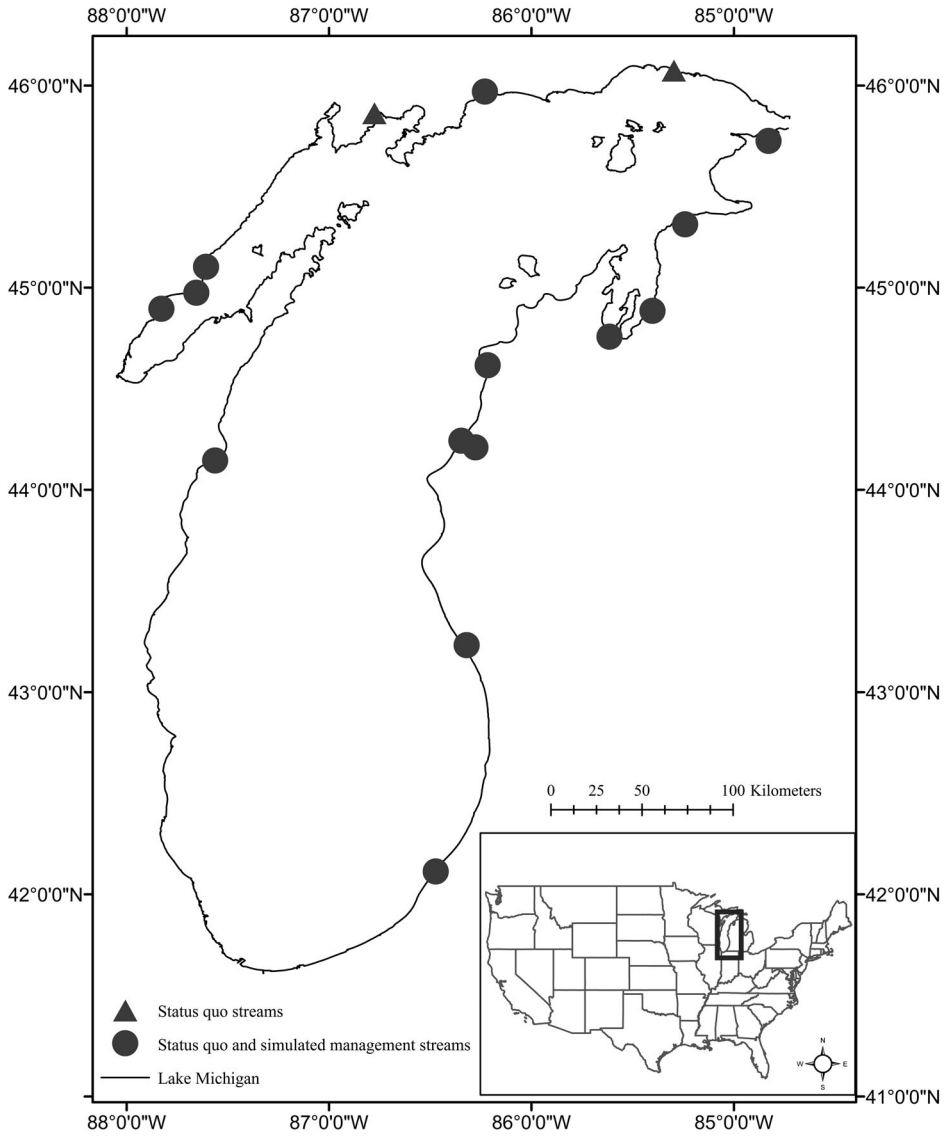 88°0'0"W 87°0'0"W 86°0'0"W 85°0'0"W
46°0'0"N 46°0'0"N
45°0'0"N 45°0'0"N
44°0'0"N 44°0'0"N
43°0'0"N 43°0'0"N
0 25 50 100 Kilometers
42°0'0"N 42°0'0"N
Status quo streams
Status quo and simulated management streams
Lake Michigan
N
W E
S
41°0'0"N 41°0'0"N
88°0'0"W 87°0'0"W 86°0'0"W 85°0'0"W